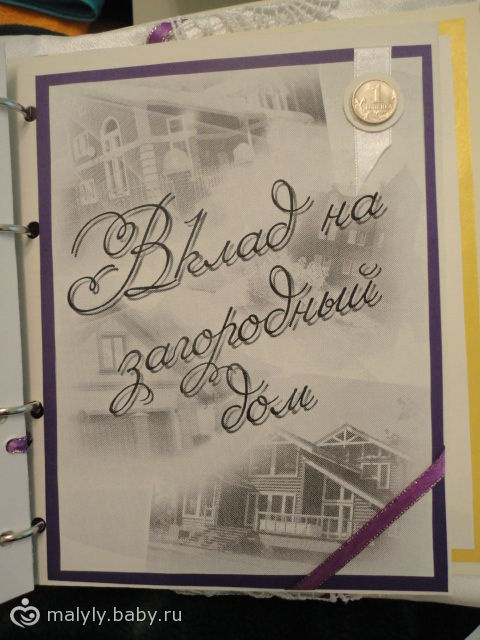 1
КОПЕЙКА
Вклад на
загородный
дом
malyly.baby.ru